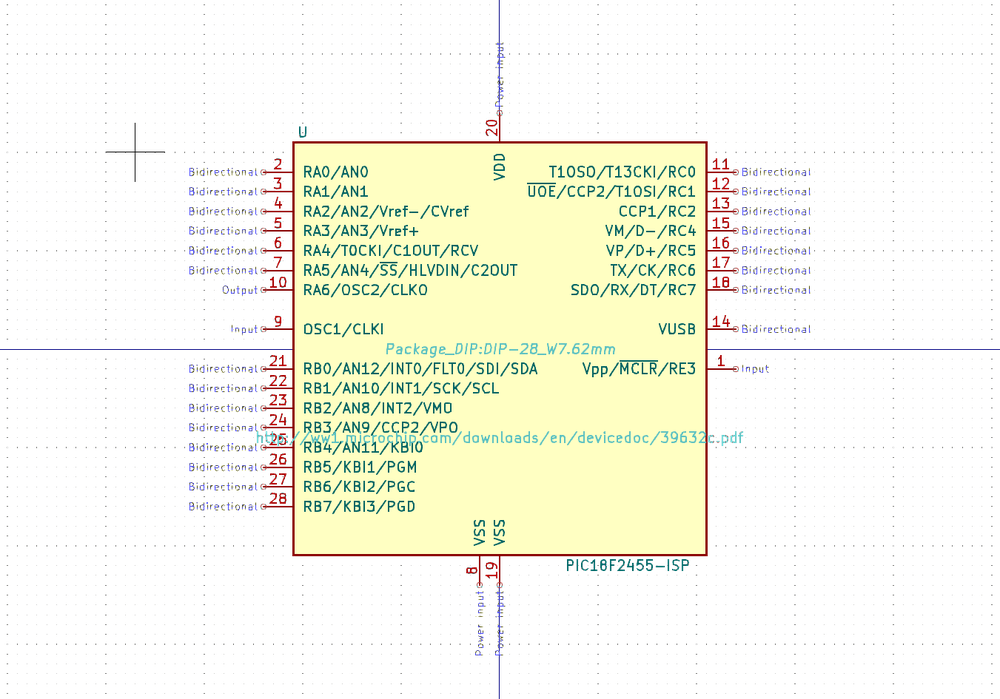 Power input
20
U
VDD
Bidirectional 2 RA0/AN0 T1OSO/T13CKI/RC0 11 Bidirectional
Bidirectional 3 RA1/AN1 UOE/CCP2/T1OSI/RC1 12 Bidirectional
Bidirectional 4 RA2/AN2/Vref-/CVref CCP1/RC2 13 Bidirectional
Bidirectional 5 RA3/AN3/Vref+ VM/D-/RC4 15 Bidirectional
Bidirectional 6 RA4/T0CKI/C1OUT/RCV VP/D+/RC5 16 Bidirectional
Bidirectional 7 RA5/AN4/SS/HLVDIN/C2OUT TX/CK/RC6 17 Bidirectional
Output 10 RA6/OSC2/CLKO SDO/RX/DT/RC7 18 Bidirectional
Input 9 OSC1/CLKI VUSB 14 Bidirectional
Package_DIP:DIP-28_W7.62mm
Bidirectional 21 RB0/AN12/INT0/FLT0/SDI/SDA Vpp/MCLR/RE3 1 Input
Bidirectional 22 RB1/AN10/INT1/SCK/SCL
Bidirectional 23 RB2/AN8/INT2/VMO
Bidirectional 24 RB3/AN9/CCP2/VPO
http://ww1.microchip.com/downloads/en/devicedoc/39632c.pdf
Bidirectional 25 RB4/AN11/KBI0
Bidirectional 26 RB5/KBI1/PGM
Bidirectional 27 RB6/KBI2/PGC
Bidirectional 28 RB7/KBI3/PGD
VSS VSS
PIC18F2455-ISP
8 19
Power input Power input